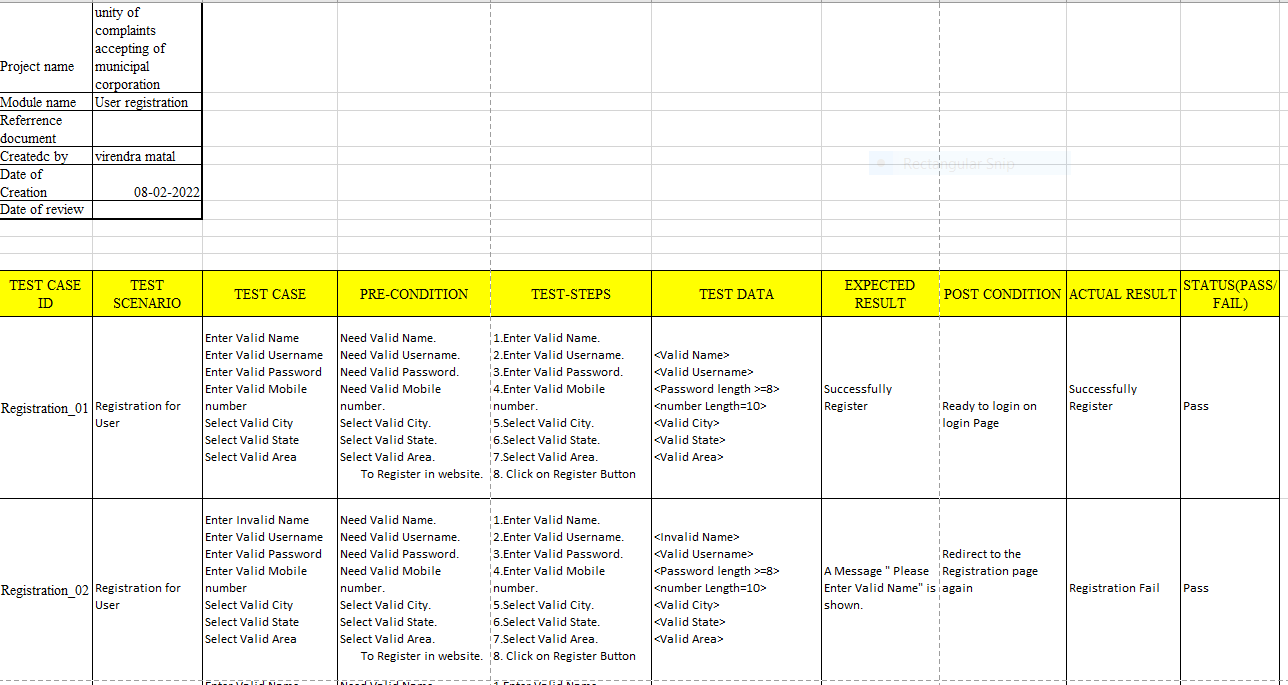 unity of
complaints
accepting of
Project name municipal
corporation
Module name User registration
Referrence
document
Createdc by virendra matal
Date of
Creation 08-02-2022
Date of review
Rectangular Snip
TEST CASE
ID
TEST
SCENARIO
TEST CASE
PRE-CONDITION
TEST-STEPS
TEST DATA
EXPECTED
RESULT
POST CONDITION
ACTUAL RESULT
STATUS(PASS/
FAIL)
Registration_01
Registration for
User
Enter Valid Name
Enter Valid Username
Enter Valid Password
Enter Valid Mobile
number
Select Valid City
Select Valid State
Select Valid Area
Need Valid Name.
Need Valid Username.
Need Valid Password.
Need Valid Mobile
number.
Select Valid City.
Select Valid State.
Select Valid Area.
To Register in website.
1.Enter Valid Name.
2.Enter Valid Username.
3.Enter Valid Password.
4.Enter Valid Mobile
number.
5.Select Valid City.
6.Select Valid State.
7.Select Valid Area.
8. Click on Register Button
<Valid Name>
<Valid Username>
<Password length >=8>
<number Length=10>
<Valid City>
<Valid State>
<Valid Area>
Successfully
Register
Ready to login on
login Page
Successfully
Register
Pass
Registration_02
Registration for
User
Enter Invalid Name
Enter Valid Username
Enter Valid Password
Enter Valid Mobile
number
Select Valid City
Select Valid State
Select Valid Area
Need Valid Name.
Need Valid Username.
Need Valid Password.
Need Valid Mobile
number.
Select Valid City.
Select Valid State.
Select Valid Area.
To Register in website.
1.Enter Valid Name.
2.Enter Valid Username.
3.Enter Valid Password.
4.Enter Valid Mobile
number.
5.Select Valid City.
6.Select Valid State.
7.Select Valid Area.
8. Click on Register Button
<Invalid Name>
<Valid Username>
<Password length >=8>
<number Length=10>
<Valid City>
<Valid State>
<Valid Area>
A Message " Please
Enter Valid Name" is
shown.
Redirect to the
Registration page
again
Registration Fail
Pass